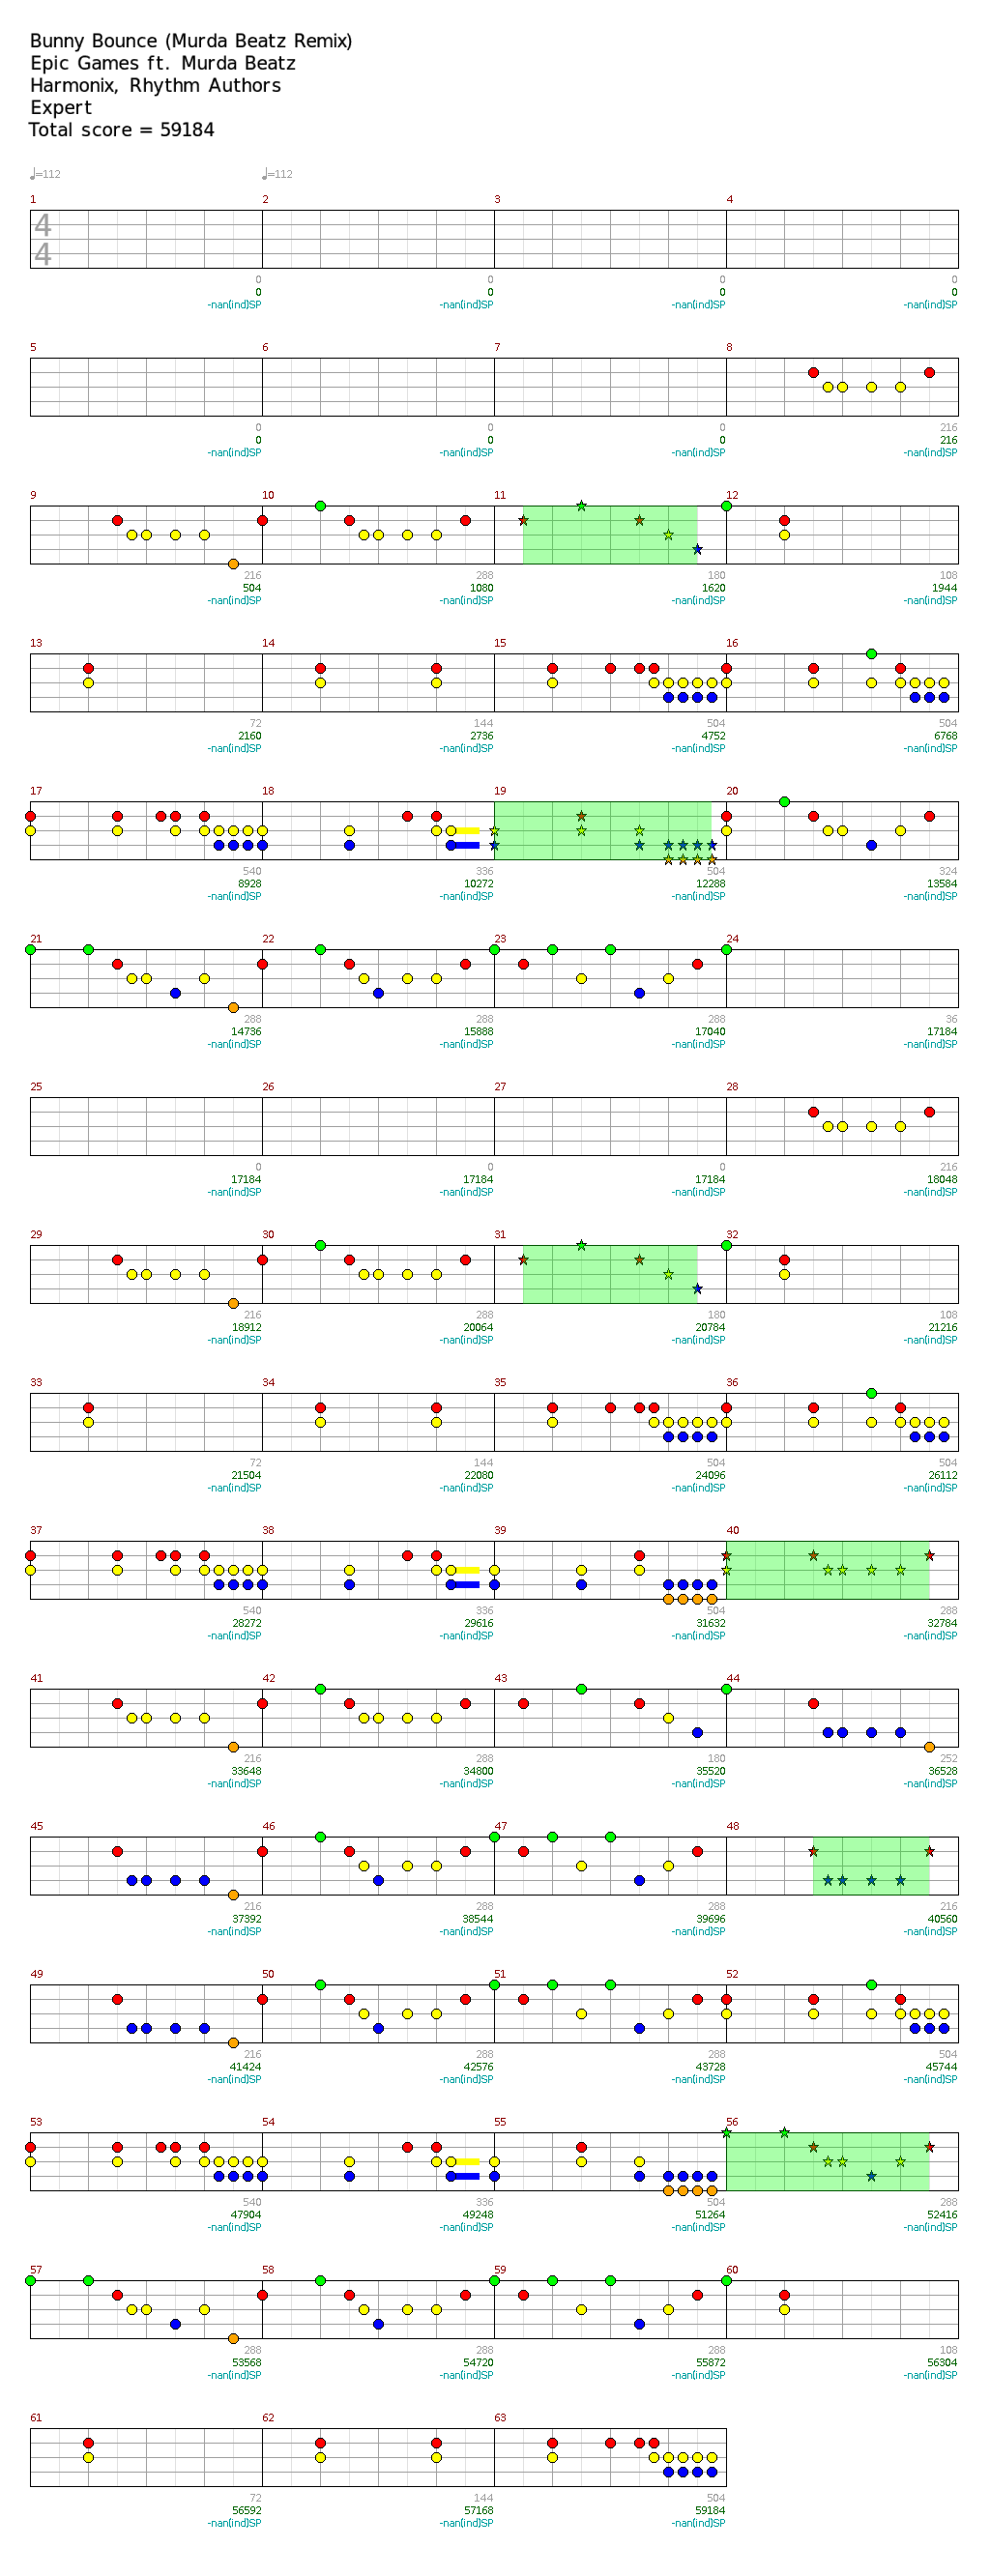 Bunny Bounce (Murda Beatz Remix)
Epic Games ft. Murda Beatz
Harmonix, Rhythm Authors
Expert
Total score = 59184
♩=112 ♩=112
1 2 3 4
4
4
0 0 0 0
0 0 0 0
-nan(ind)SP -nan(ind)SP -nan(ind)SP -nan(ind)SP
5 6 7 8
0 0 0 216
0 0 0 216
-nan(ind)SP -nan(ind)SP -nan(ind)SP -nan(ind)SP
9 10 11 12
216 288 180 108
504 1080 1620 1944
-nan(ind)SP -nan(ind)SP -nan(ind)SP -nan(ind)SP
13 14 15 16
72 144 504 504
2160 2736 4752 6768
-nan(ind)SP -nan(ind)SP -nan(ind)SP -nan(ind)SP
17 18 19 20
540 336 504 324
8928 10272 12288 13584
-nan(ind)SP -nan(ind)SP -nan(ind)SP -nan(ind)SP
21 22 23 24
288 288 288 36
14736 15888 17040 17184
-nan(ind)SP -nan(ind)SP -nan(ind)SP -nan(ind)SP
25 26 27 28
0 0 0 216
17184 17184 17184 18048
-nan(ind)SP -nan(ind)SP -nan(ind)SP -nan(ind)SP
29 30 31 32
216 288 180 108
18912 20064 20784 21216
-nan(ind)SP -nan(ind)SP -nan(ind)SP -nan(ind)SP
33 34 35 36
72 144 504 504
21504 22080 24096 26112
-nan(ind)SP -nan(ind)SP -nan(ind)SP -nan(ind)SP
37 38 39 40
540 336 504 288
28272 29616 31632 32784
-nan(ind)SP -nan(ind)SP -nan(ind)SP -nan(ind)SP
41 42 43 44
216 288 180 252
33648 34800 35520 36528
-nan(ind)SP -nan(ind)SP -nan(ind)SP -nan(ind)SP
45 46 47 48
216 288 288 216
37392 38544 39696 40560
-nan(ind)SP -nan(ind)SP -nan(ind)SP -nan(ind)SP
49 50 51 52
216 288 288 504
41424 42576 43728 45744
-nan(ind)SP -nan(ind)SP -nan(ind)SP -nan(ind)SP
53 54 55 56
540 336 504 288
47904 49248 51264 52416
-nan(ind)SP -nan(ind)SP -nan(ind)SP -nan(ind)SP
57 58 59 60
288 288 288 108
53568 54720 55872 56304
-nan(ind)SP -nan(ind)SP -nan(ind)SP -nan(ind)SP
61 62 63
72 144 504
56592 57168 59184
-nan(ind)SP -nan(ind)SP -nan(ind)SP